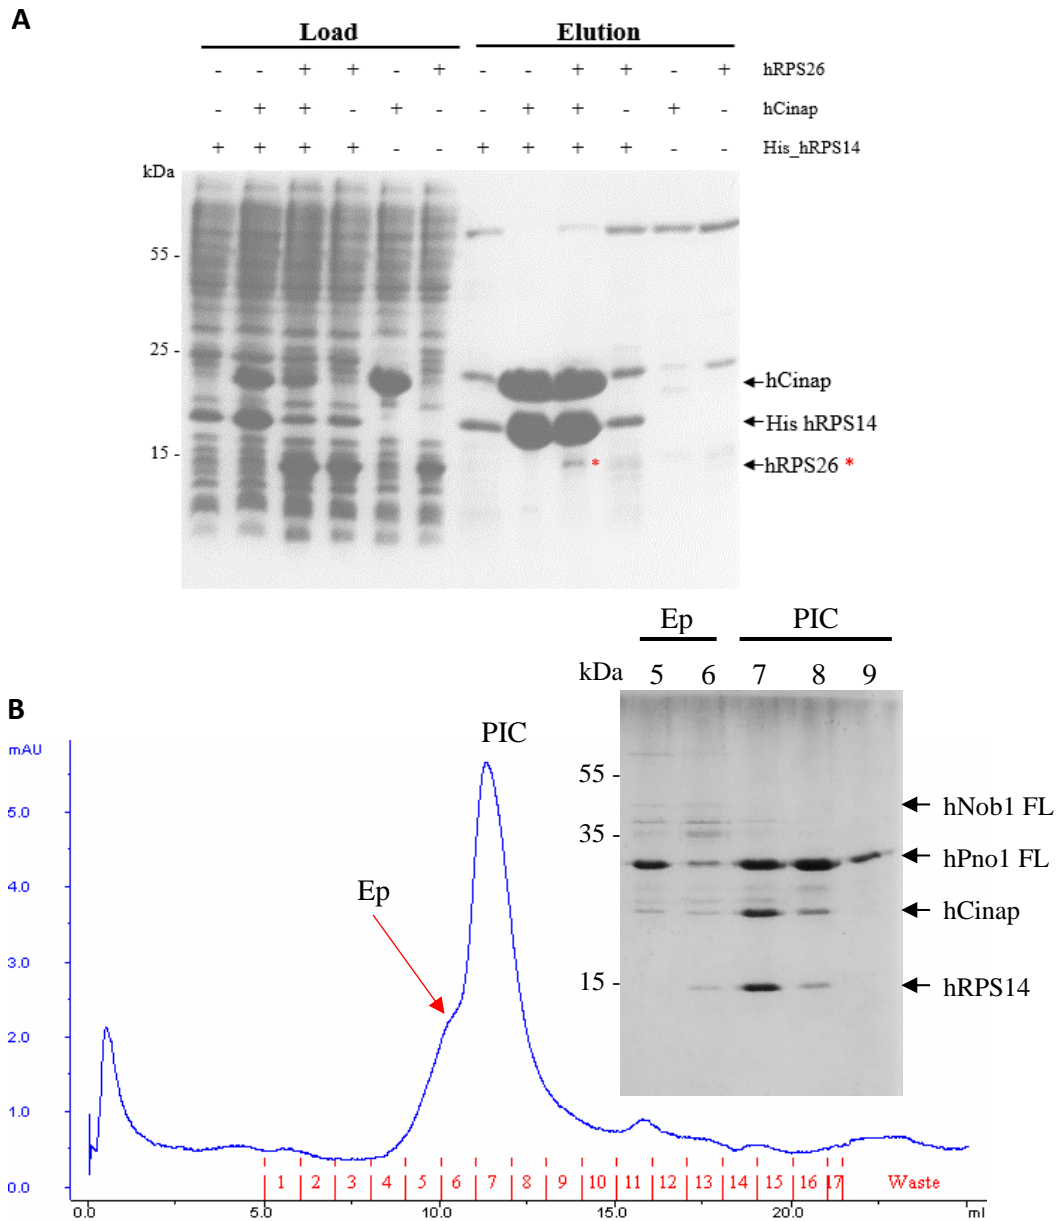 A
Load Elution
- - + + - + - - + + - + hRPS26
- + + - + - - + + - + - hCinap
+ + + + - - + + + + - - His_hRPS14
kDa
55 -
25 -
hCinap
His hRPS14
15 -
* hRPS26 *
Ep PIC
kDa 5 6 7 8 9
B
mAU
PIC
55 -
hNob1 FL
5.0
35 -
hPno1 FL
4.0
Ep
hCinap
3.0
15 -
hRPS14
2.0
1.0
0.0
1 2 3 4 5 6 7 8 9 10 11 12 13 14 15 16 17 Waste
0.0 5.0 10.0 15.0 20.0 ml